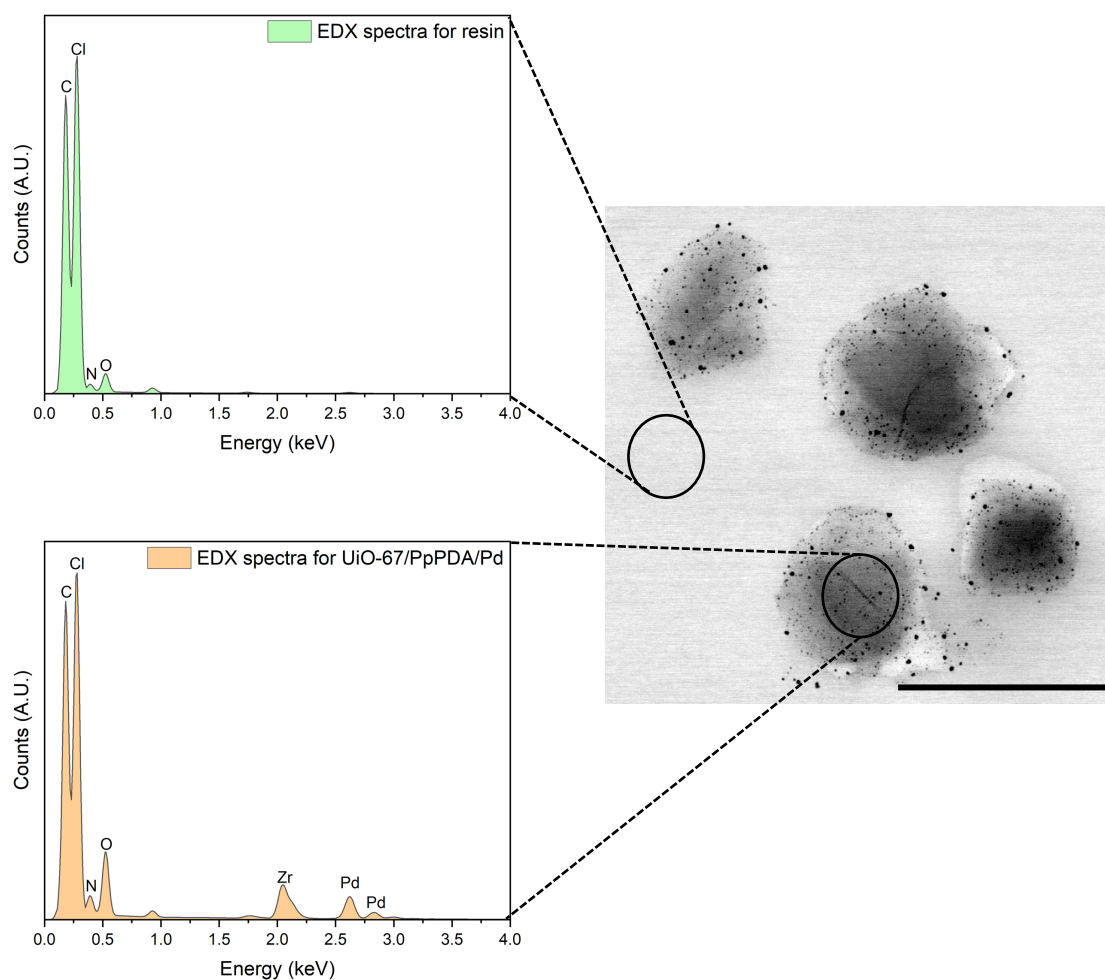 EDX spectra for resin
Cl
C
N
O
Counts (A.U.)
0.0 0.5 1.0 1.5 2.0 2.5 3.0 3.5 4.0
Energy (keV)
EDX spectra for UiO-67/PpPDA/Pd
Cl
C
O
N
Zr
Pd
Pd
Counts (A.U.)
0.0 0.5 1.0 1.5 2.0 2.5 3.0 3.5 4.0
Energy (keV)